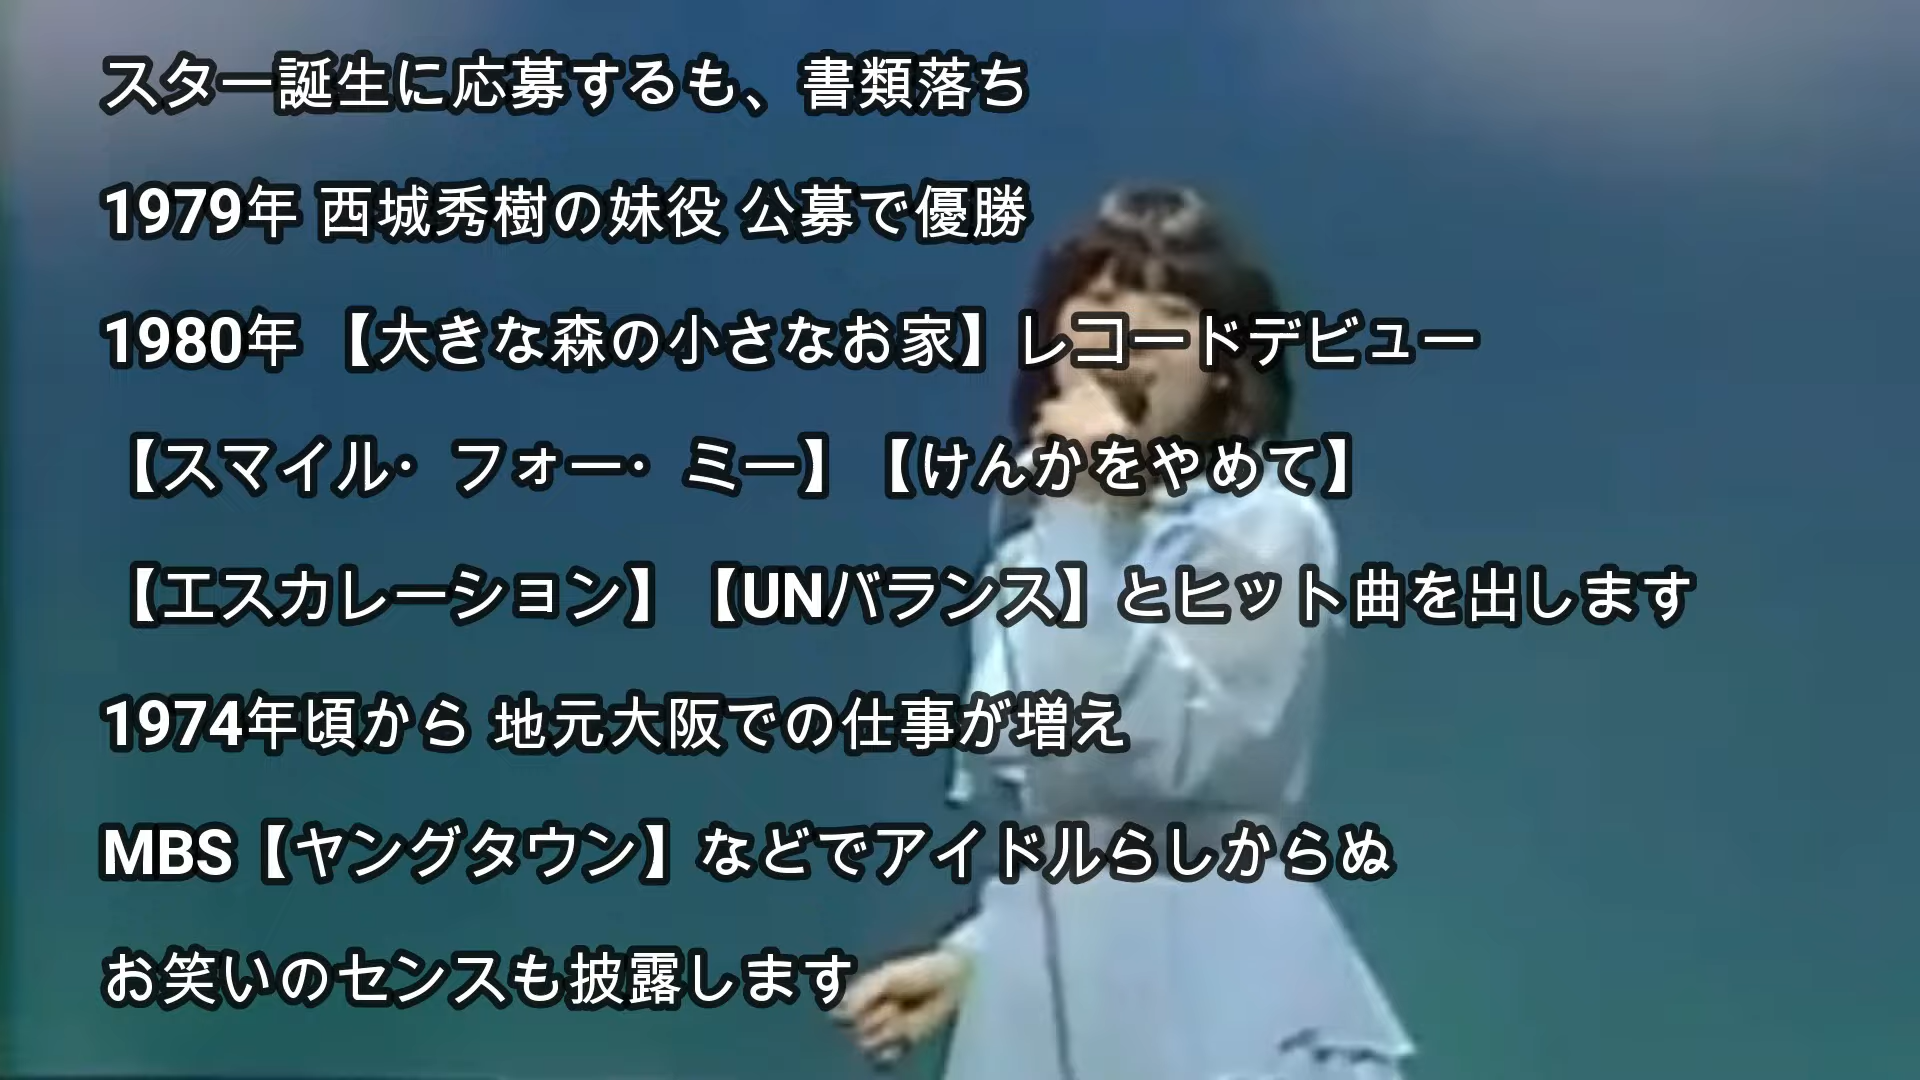 スター誕生に応募するも、書類落ち
1979年 西城秀樹の妹役 公募で優勝
1980年 【大きな森の小さなお家】レコードデビュー
【スマイル・フォー・ミー】【けんかをやめて】
【エスカレーション】【UNバランス】とヒット曲を出します
1974年頃から 地元大阪での仕事が増え
MBS【ヤングタウン】などでアイドルらしからぬ
お笑いのセンスも披露します